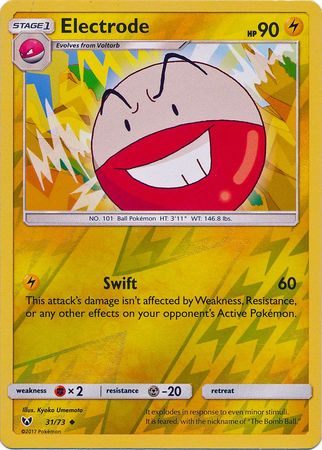 STAGE 1 Electrode HP 90
Evolves from Voltorb
NO. 101 Ball Pokémon HT: 3'11" WT: 146.8 lbs.
Swift 60
This attack's damage isn't affected by Weakness, Resistance,
or any other effects on your opponent's Active Pokémon.
weakness × 2 resistance -20 retreat
Illus. Kyoko Umemoto
31/73
©2017 Pokémon
It explodes in response to even minor stimuli.
It is feared, with the nickname of "The Bomb Ball."